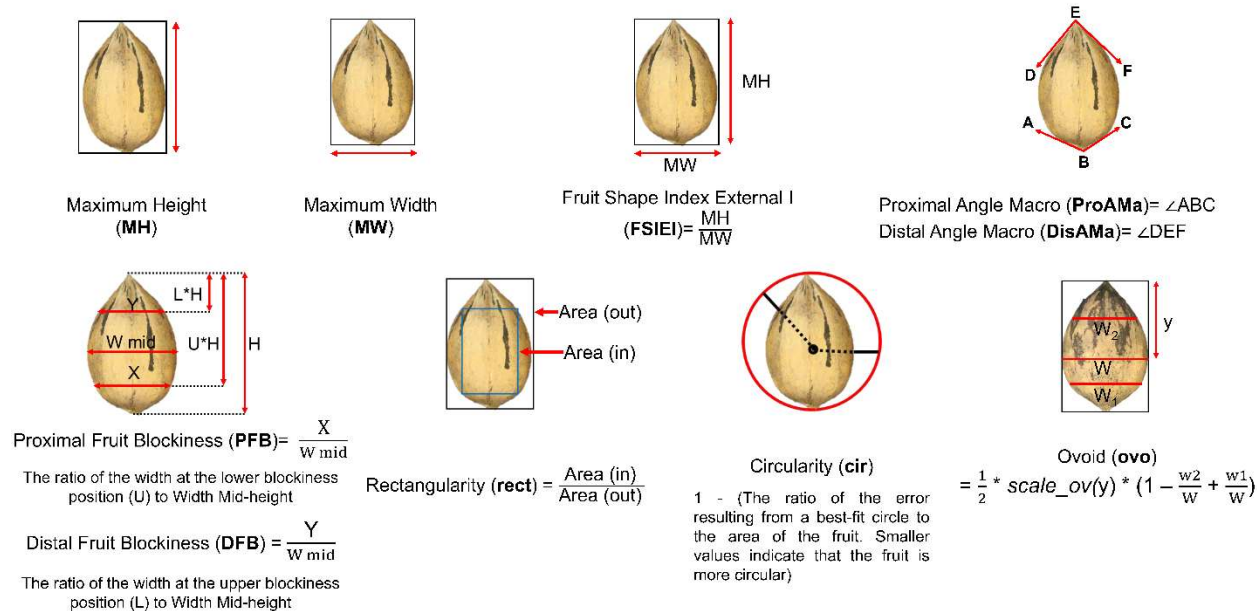 Maximum Height
(MH)
Maximum Width
(MW)
MH
MW
Fruit Shape Index External I
(FSIEI)= MH/MW
E
D
F
A
C
B
Proximal Angle Macro (ProAMa)= ∠ABC
Distal Angle Macro (DisAMa)= ∠DEF
L*H
Y
W mid
U*H
H
X
Proximal Fruit Blockiness (PFB)= X/W mid
The ratio of the width at the lower blockiness
position (U) to Width Mid-height
Distal Fruit Blockiness (DFB) = Y/W mid
The ratio of the width at the upper blockiness
position (L) to Width Mid-height
Area (out)
Area (in)
Rectangularity (rect) = Area (in)/Area (out)
Circularity (cir)
1 - (The ratio of the error
resulting from a best-fit circle to
the area of the fruit. Smaller
values indicate that the fruit is
more circular)
W2
y
W
W1
Ovoid (ovo)
= 1/2 * scale_ov(y) * (1 − w2/W + w1/W)